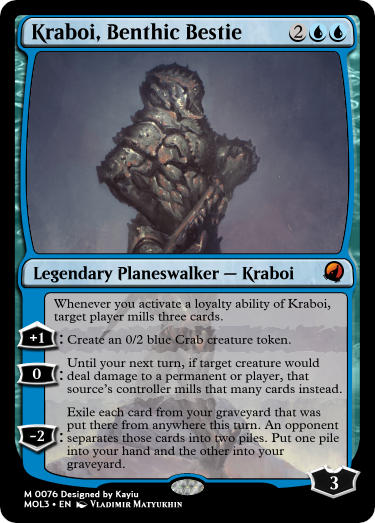 Kraboi, Benthic Bestie 2
Legendary Planeswalker — Kraboi
Whenever you activate a loyalty ability of Kraboi,
target player mills three cards.
+1: Create an 0/2 blue Crab creature token.
Until your next turn, if target creature would
0: deal damage to a permanent or player, that
source's controller mills that many cards instead.
Exile each card from your graveyard that was
put there from anywhere this turn. An opponent
-2: separates those cards into two piles. Put one pile
into your hand and the other into your
graveyard.
3
M 0076 Designed by Kayiu
MOL3 • EN Vladimir Matyukhin